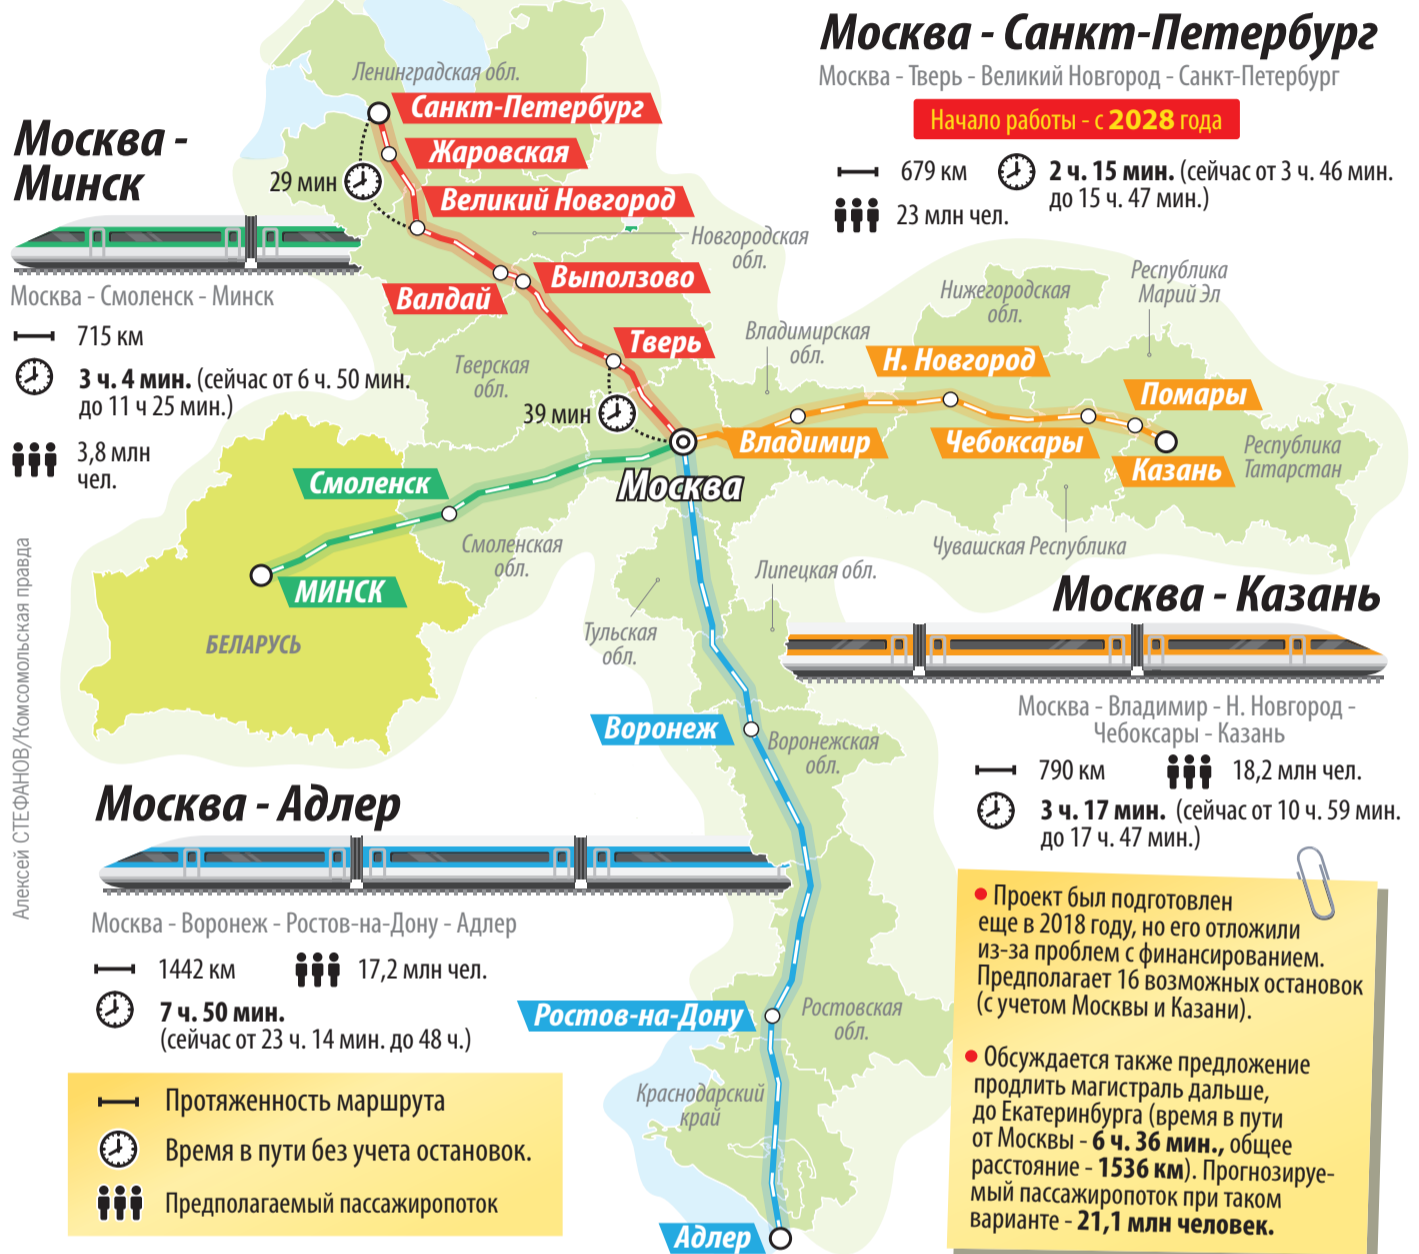 Москва - Санкт-Петербург
Москва - Тверь - Великий Новгород - Санкт-Петербург
Начало работы - с 2028 года
679 км
2 ч. 15 мин. (сейчас от 3 ч. 46 мин.
до 15 ч. 47 мин.)
23 млн чел.
Москва -
Минск
Москва - Смоленск - Минск
715 км
3 ч. 4 мин. (сейчас от 6 ч. 50 мин.
до 11 ч 25 мин.)
3,8 млн
чел.
Ленинградская обл.
Санкт-Петербург
Жаровская
29 мин
Великий Новгород
Новгородская
обл.
Выползово
Валдай
Тверь
Тверская
обл.
39 мин
Москва
Владимирская
обл.
Нижегородская
обл.
Республика
Марий Эл
Н. Новгород
Помары
Владимир
Чебоксары
Казань
Республика
Татарстан
Чувашская Республика
Смоленск
Смоленская
обл.
МИНСК
БЕЛАРУСЬ
Липецкая обл.
Тульская
обл.
Воронеж
Воронежская
обл.
Ростов-на-Дону
Ростовская
обл.
Краснодарский
край
Адлер
Москва - Казань
Москва - Владимир - Н. Новгород -
Чебоксары - Казань
790 км
18,2 млн чел.
3 ч. 17 мин. (сейчас от 10 ч. 59 мин.
до 17 ч. 47 мин.)
Москва - Адлер
Москва - Воронеж - Ростов-на-Дону - Адлер
1442 км
17,2 млн чел.
7 ч. 50 мин.
(сейчас от 23 ч. 14 мин. до 48 ч.)
Протяженность маршрута
Время в пути без учета остановок.
Предполагаемый пассажиропоток
• Проект был подготовлен
еще в 2018 году, но его отложили
из-за проблем с финансированием.
Предполагает 16 возможных остановок
(с учетом Москвы и Казани).
• Обсуждается также предложение
продлить магистраль дальше,
до Екатеринбурга (время в пути
от Москвы - 6 ч. 36 мин., общее
расстояние - 1536 км). Прогнозируе-
мый пассажиропоток при таком
варианте - 21,1 млн человек.
Алексей СТЕФАНОВ/Комсомольская правда